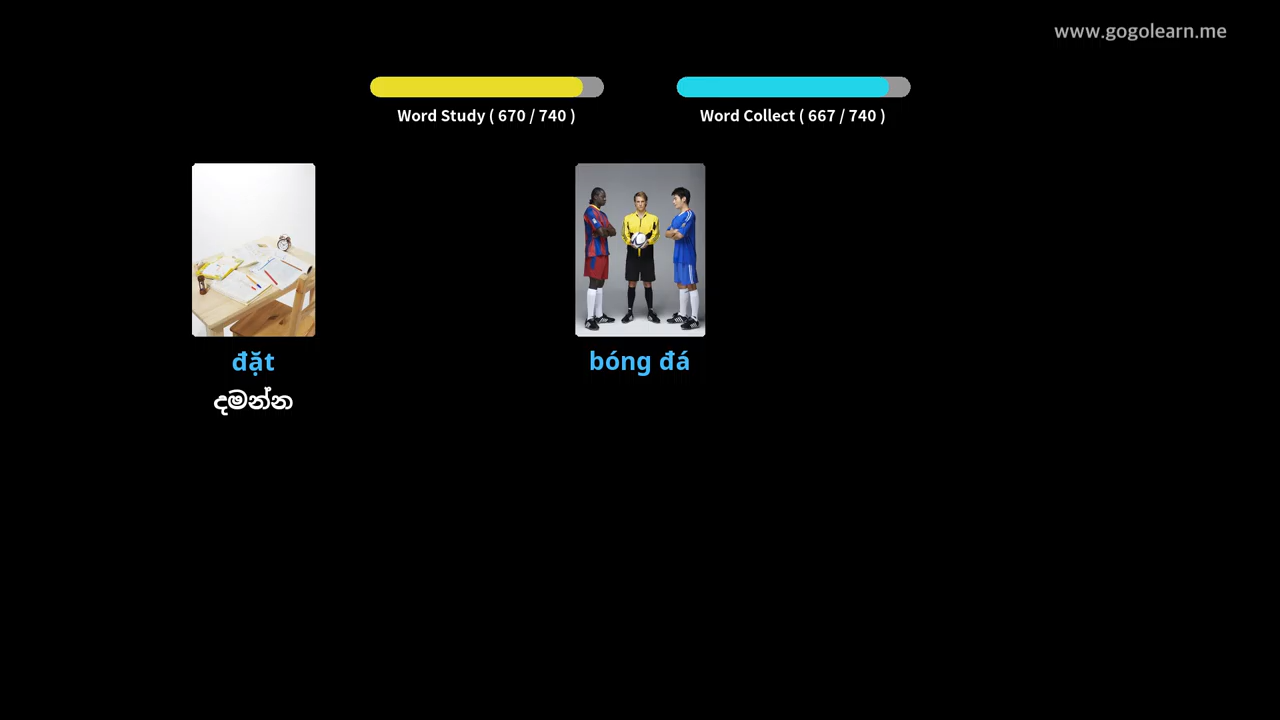 www.gogolearn.me
Word Study ( 670 / 740 )
Word Collect ( 667 / 740 )
đặt
bóng đá
දමන්න